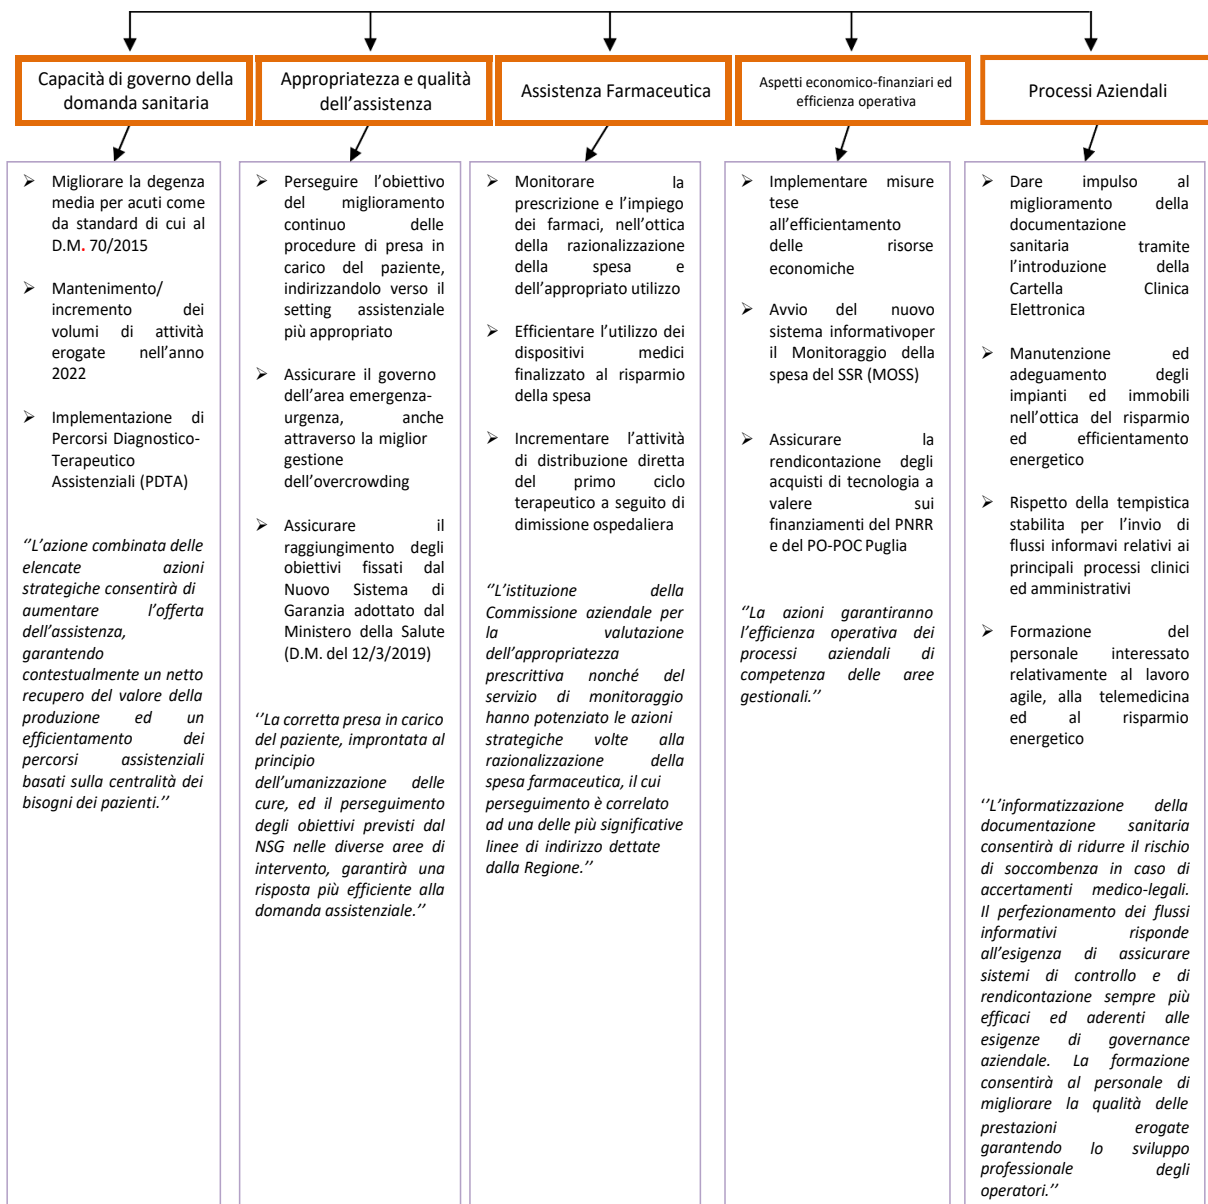 Capacità di governo della
domanda sanitaria
Appropriatezza e qualità
dell’assistenza
Assistenza Farmaceutica
Aspetti economico-finanziari ed
efficienza operativa
Processi Aziendali
➢ Migliorare la degenza
media per acuti come
da standard di cui al
D.M. 70/2015
➢ Mantenimento/
incremento dei
volumi di attività
erogate nell’anno
2022
➢ Implementazione di
Percorsi Diagnostico-
Terapeutico
Assistenziali (PDTA)
‘’L’azione combinata delle
elencate azioni
strategiche consentirà di
aumentare l’offerta
dell’assistenza,
garantendo
contestualmente un netto
recupero del valore della
produzione ed un
efficientamento dei
percorsi assistenziali
basati sulla centralità dei
bisogni dei pazienti.’’
➢ Perseguire l’obiettivo
del miglioramento
continuo delle
procedure di presa in
carico del paziente,
indirizzandolo verso il
setting assistenziale
più appropriato
➢ Assicurare il governo
dell’area emergenza-
urgenza, anche
attraverso la miglior
gestione
dell’overcrowding
➢ Assicurare il
raggiungimento degli
obiettivi fissati dal
Nuovo Sistema di
Garanzia adottato dal
Ministero della Salute
(D.M. del 12/3/2019)
‘’La corretta presa in carico
del paziente, improntata al
principio
dell’umanizzazione delle
cure, ed il perseguimento
degli obiettivi previsti dal
NSG nelle diverse aree di
intervento, garantirà una
risposta più efficiente alla
domanda assistenziale.’’
➢ Monitorare la
prescrizione e l’impiego
dei farmaci, nell’ottica
della razionalizzazione
della spesa e
dell’appropriato utilizzo
➢ Efficientare l’utilizzo dei
dispositivi medici
finalizzato al risparmio
della spesa
➢ Incrementare l’attività
di distribuzione diretta
del primo ciclo
terapeutico a seguito di
dimissione ospedaliera
‘’L’istituzione della
Commissione aziendale per
la valutazione
dell’appropriatezza
prescrittiva nonché del
servizio di monitoraggio
hanno potenziato le azioni
strategiche volte alla
razionalizzazione della
spesa farmaceutica, il cui
perseguimento è correlato
ad una delle più significative
linee di indirizzo dettate
dalla Regione.’’
➢ Implementare misure
tese
all’efficientamento
delle risorse
economiche
➢ Avvio del nuovo
sistema informativoper
il Monitoraggio della
spesa del SSR (MOSS)
➢ Assicurare la
rendicontazione degli
acquisti di tecnologia a
valere sui
finanziamenti del PNRR
e del PO-POC Puglia
‘’La azioni garantiranno
l’efficienza operativa dei
processi aziendali di
competenza delle aree
gestionali.’’
➢ Dare impulso al
miglioramento della
documentazione
sanitaria tramite
l’introduzione della
Cartella Clinica
Elettronica
➢ Manutenzione ed
adeguamento degli
impianti ed immobili
nell’ottica del risparmio
ed efficientamento
energetico
➢ Rispetto della tempistica
stabilita per l’invio di
flussi informavi relativi ai
principali processi clinici
ed amministrativi
➢ Formazione del
personale interessato
relativamente al lavoro
agile, alla telemedicina
ed al risparmio
energetico
‘’L’informatizzazione della
documentazione sanitaria
consentirà di ridurre il rischio
di soccombenza in caso di
accertamenti medico-legali.
Il perfezionamento dei flussi
informativi risponde
all’esigenza di assicurare
sistemi di controllo e di
rendicontazione sempre più
efficaci ed aderenti alle
esigenze di governance
aziendale. La formazione
consentirà al personale di
migliorare la qualità delle
prestazioni erogate
garantendo lo sviluppo
professionale degli
operatori.’’